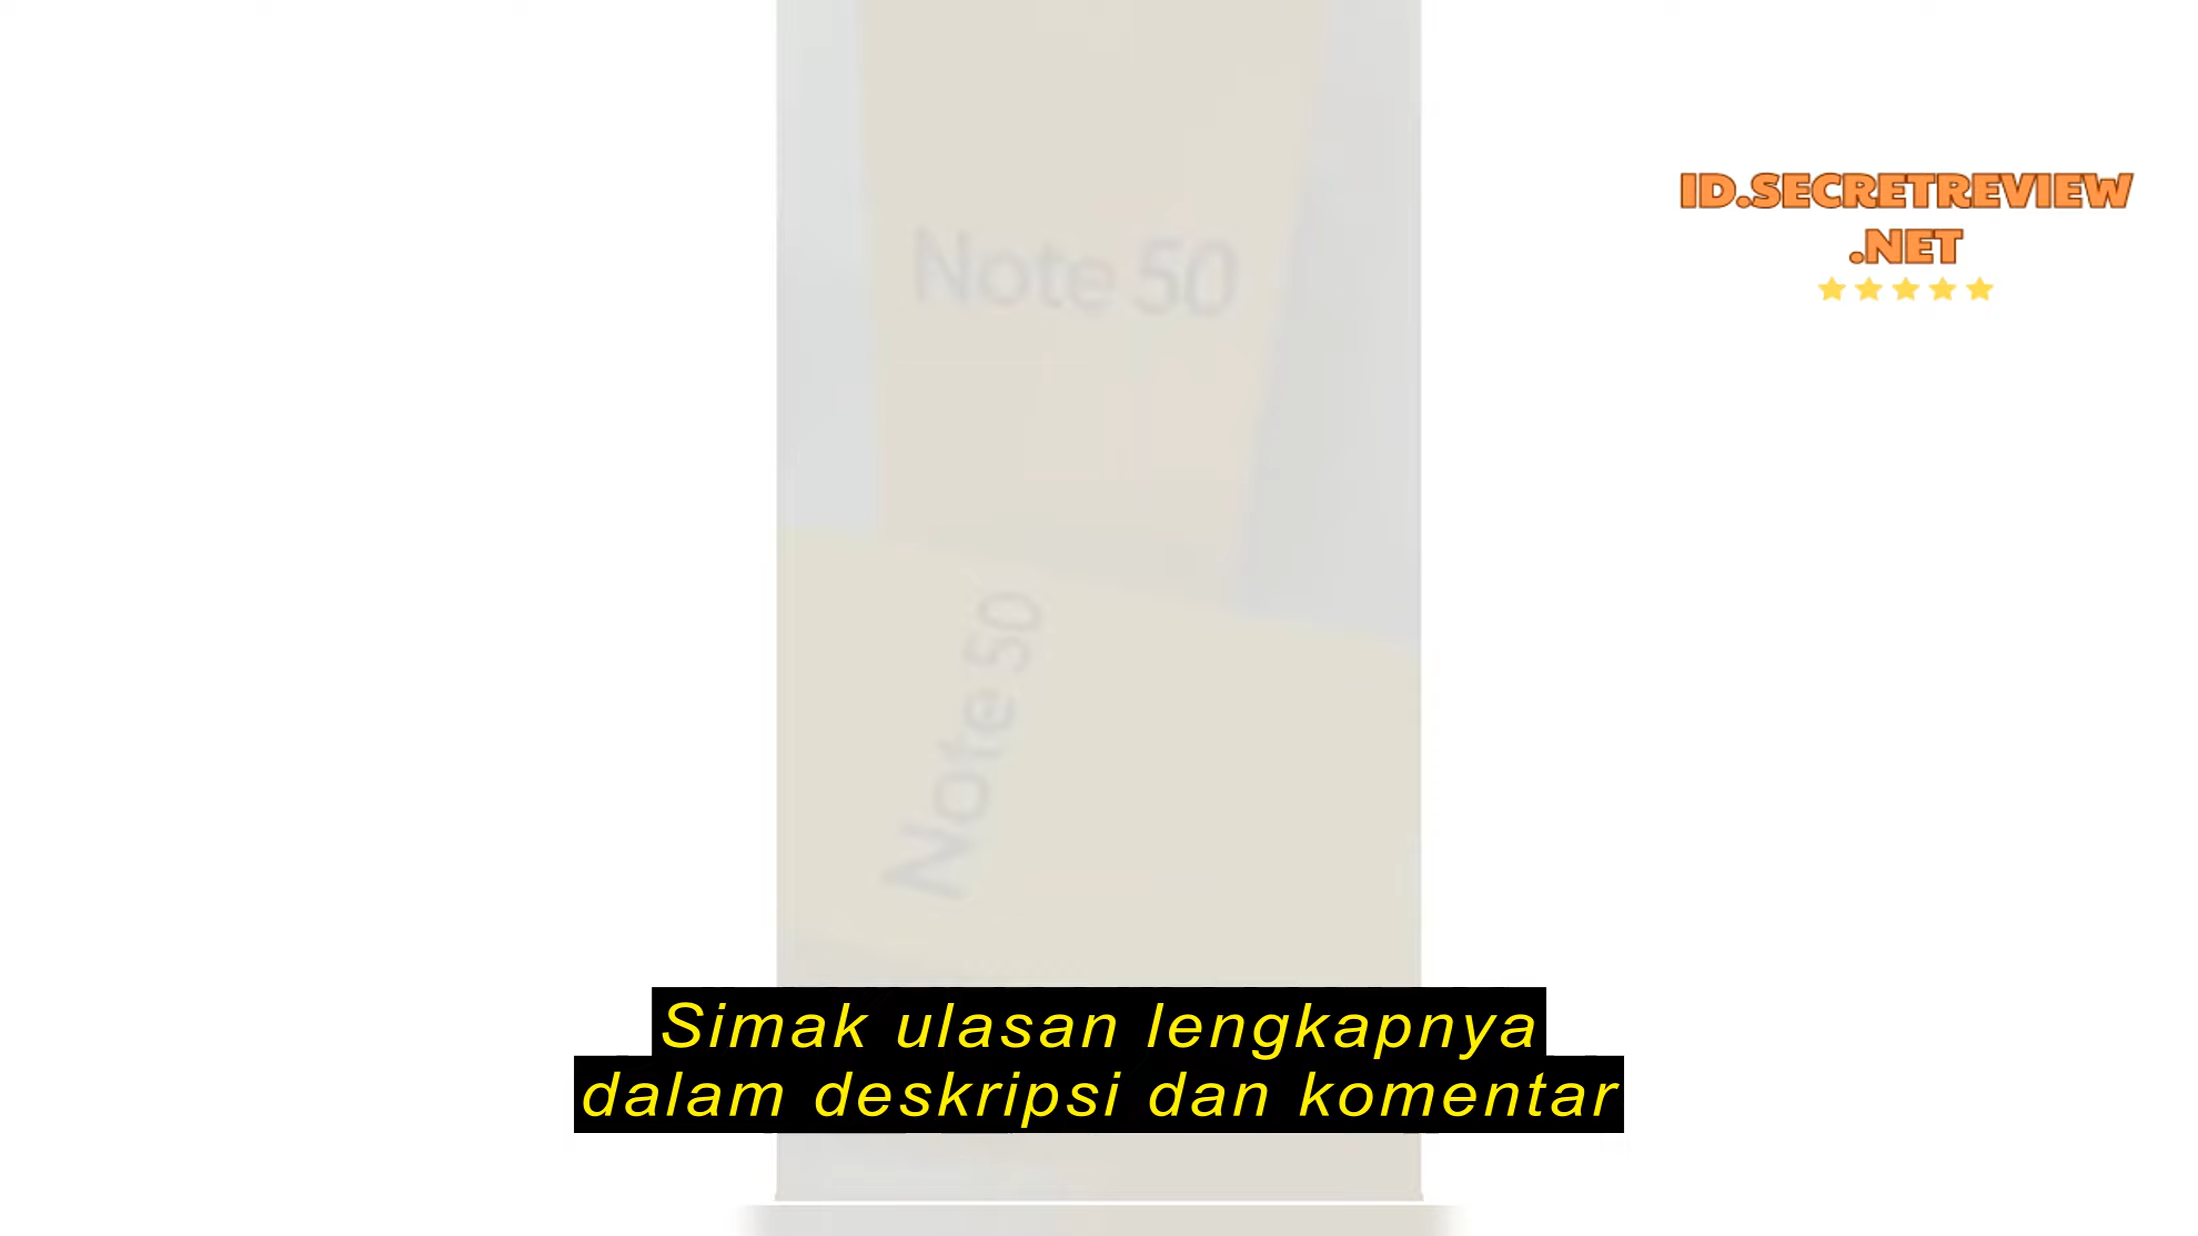 ID.SECRETREVIEW
.NET
Note 50
Note 50
Simak ulasan lengkapnya
dalam deskripsi dan komentar